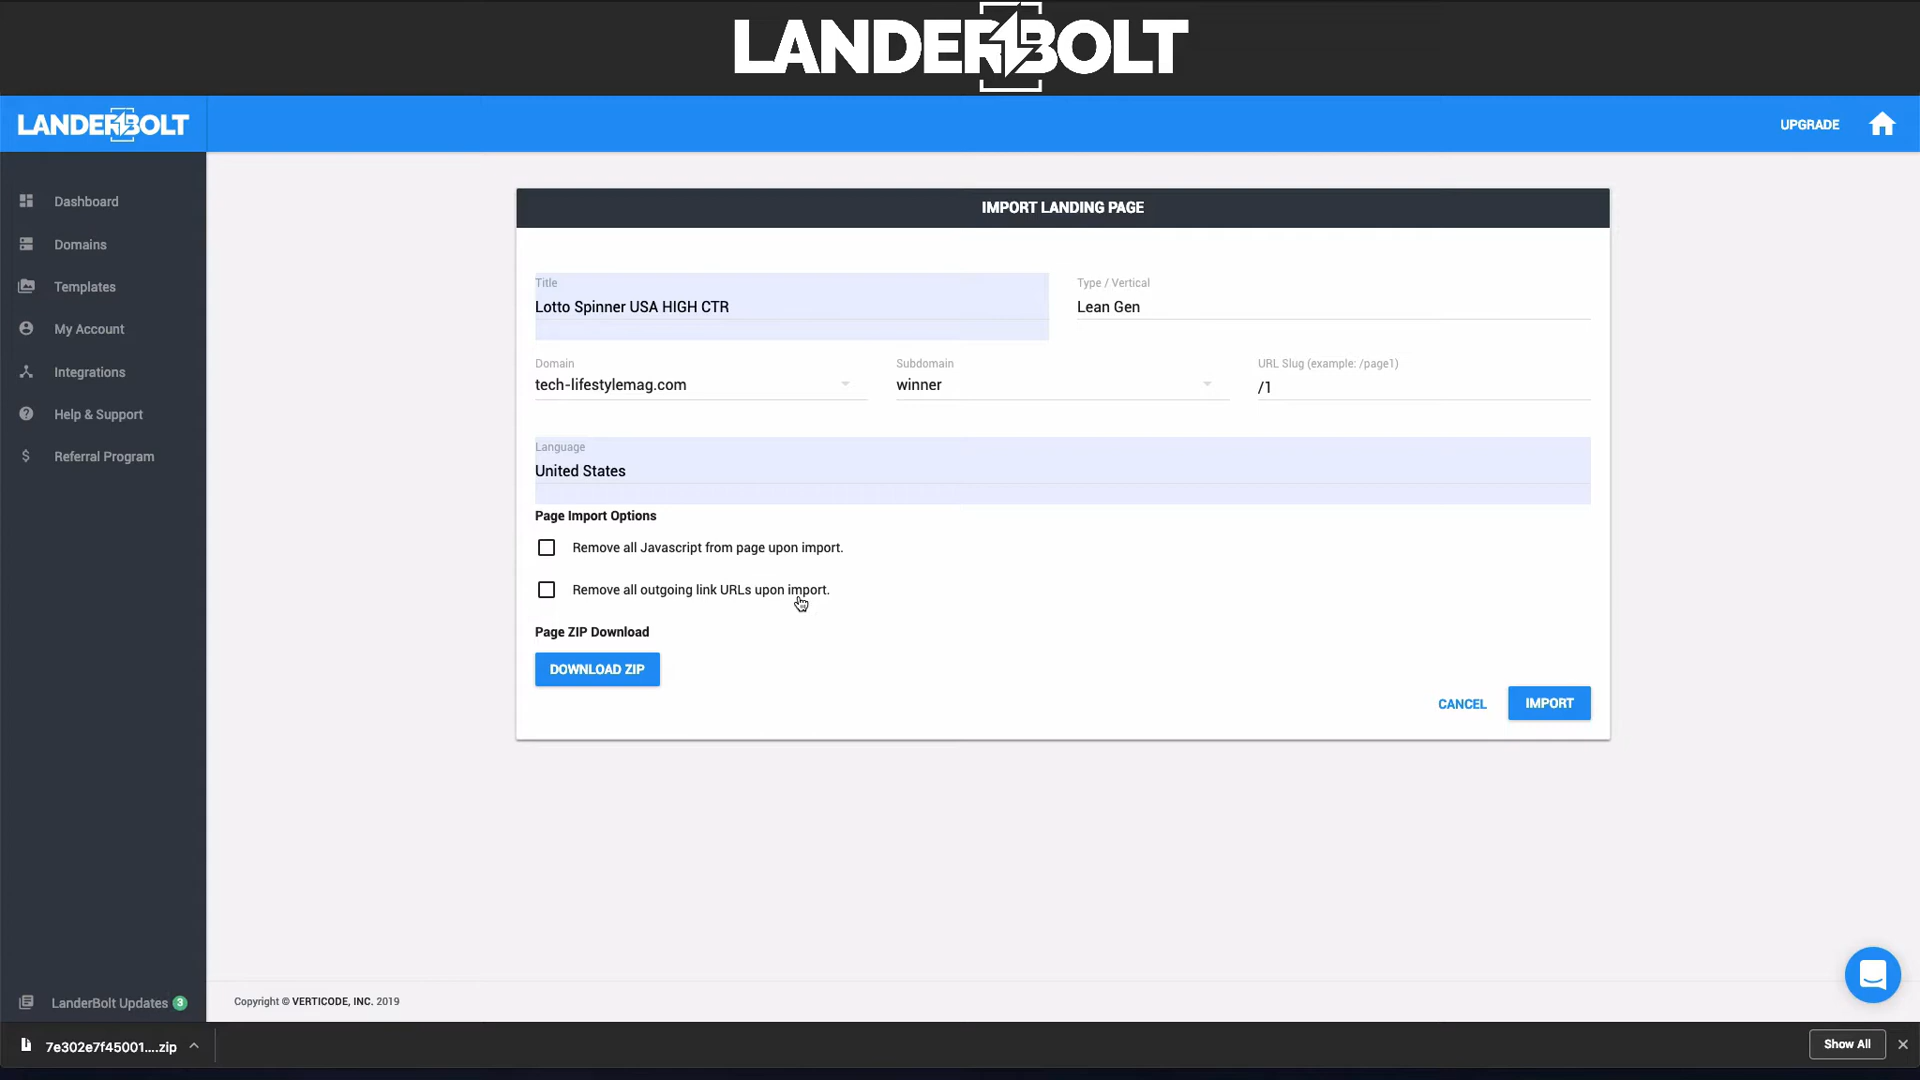 LANDERBOLT
LANDERBOLT
UPGRADE
Dashboard
Domains
Templates
My Account
Integrations
Help & Support
Referral Program
IMPORT LANDING PAGE
Title
Lotto Spinner USA HIGH CTR
Type / Vertical
Lean Gen
Domain
tech-lifestylemag.com
Subdomain
winner
URL Slug (example: /page1)
/1
Language
United States
Page Import Options
Remove all Javascript from page upon import.
Remove all outgoing link URLs upon import.
Page ZIP Download
DOWNLOAD ZIP
CANCEL
IMPORT
LanderBolt Updates 3
Copyright © VERTICODE, INC. 2019
7e302e7f45001....zip
Show All